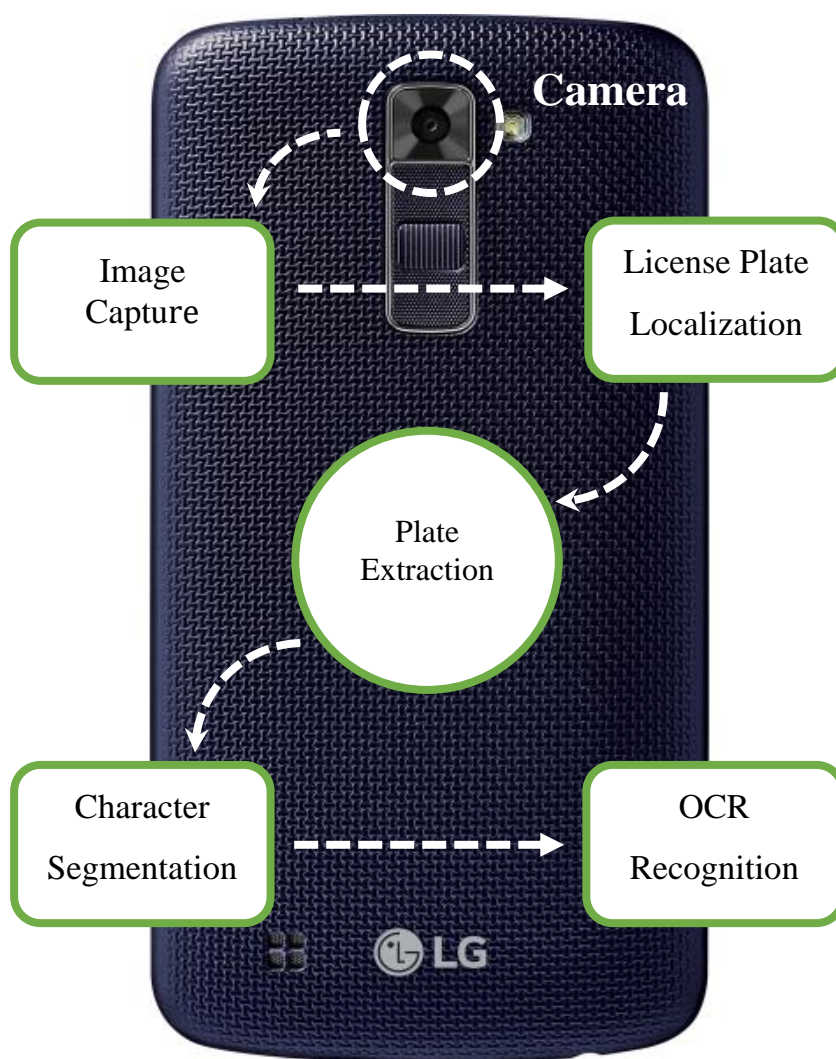 Camera
Image
Capture
License Plate
Localization
Plate
Extraction
Character
Segmentation
OCR
Recognition
LG